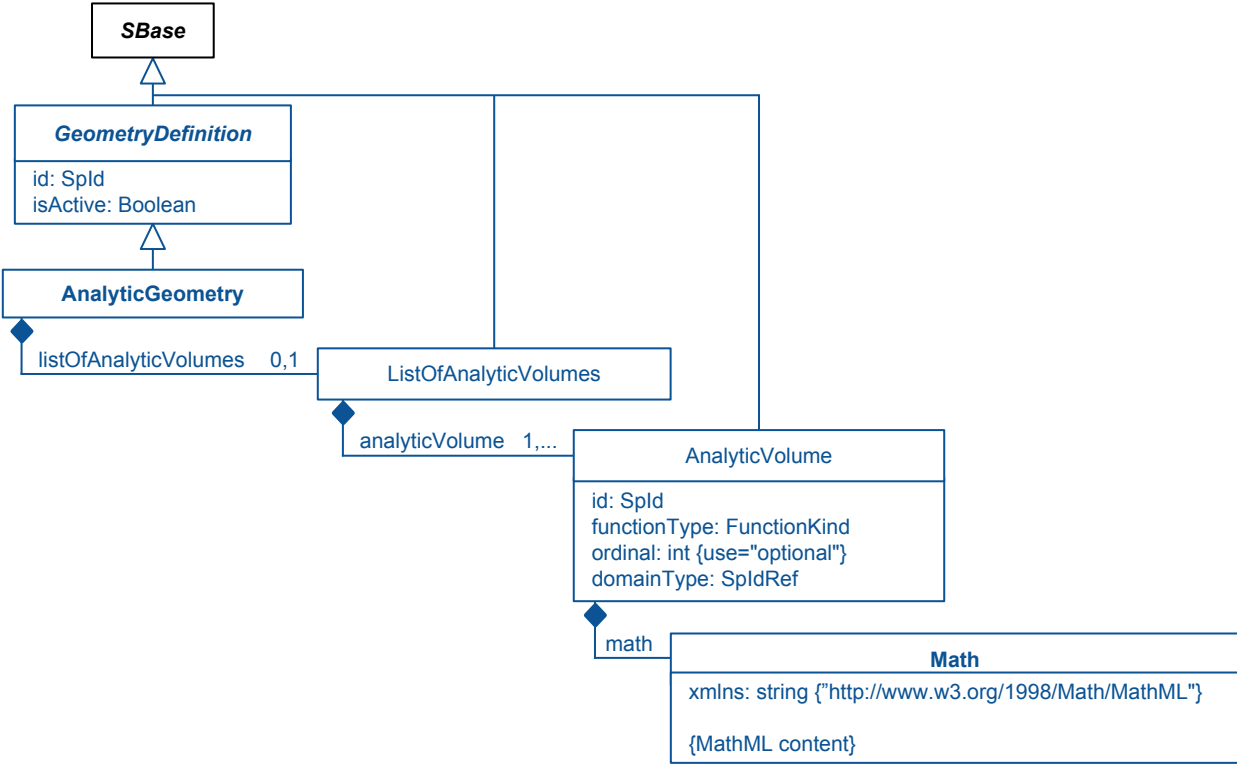 SBase
GeometryDefinition
id: SpId
isActive: Boolean
AnalyticGeometry
listOfAnalyticVolumes 0,1
ListOfAnalyticVolumes
analyticVolume 1,...
AnalyticVolume
id: SpId
functionType: FunctionKind
ordinal: int {use="optional"}
domainType: SpIdRef
math
Math
xmlns: string {”http://www.w3.org/1998/Math/MathML"}
{MathML content}